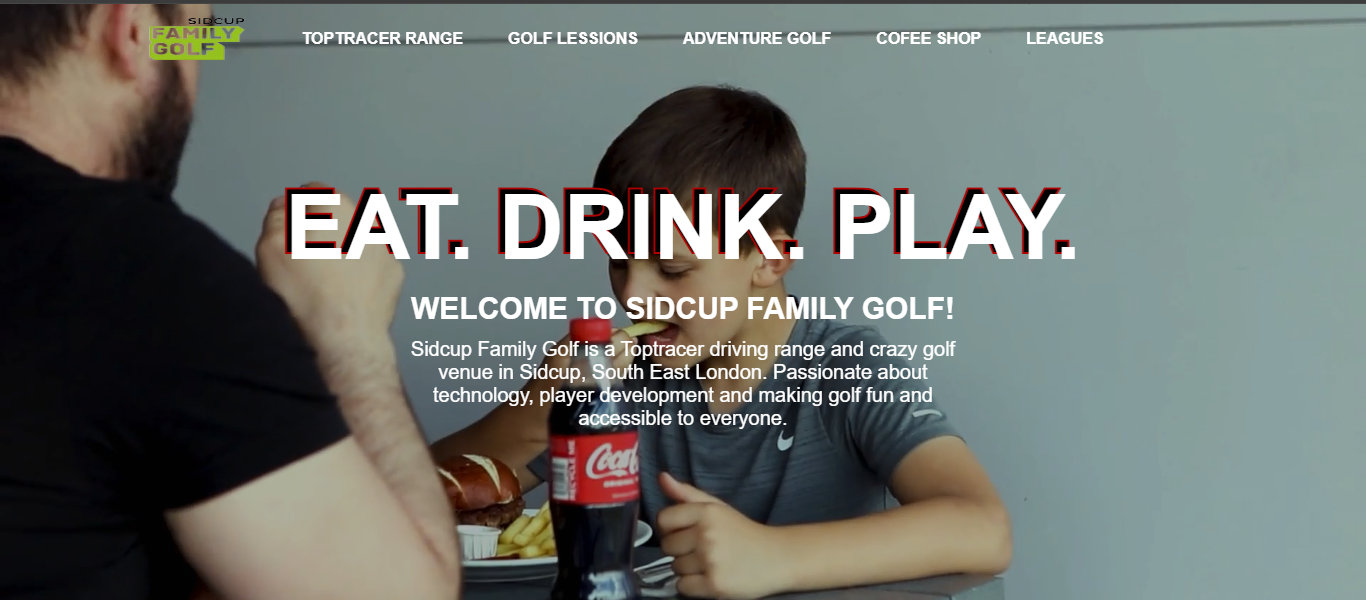 SIDCUP
FAMILY
GOLF
TOPTRACER RANGE
GOLF LESSIONS
ADVENTURE GOLF
COFEE SHOP
LEAGUES
EAT. DRINK. PLAY.
WELCOME TO SIDCUP FAMILY GOLF!
Sidcup Family Golf is a Toptracer driving range and crazy golf
venue in Sidcup, South East London. Passionate about
technology, player development and making golf fun and
accessible to everyone.
RECYCLE ME